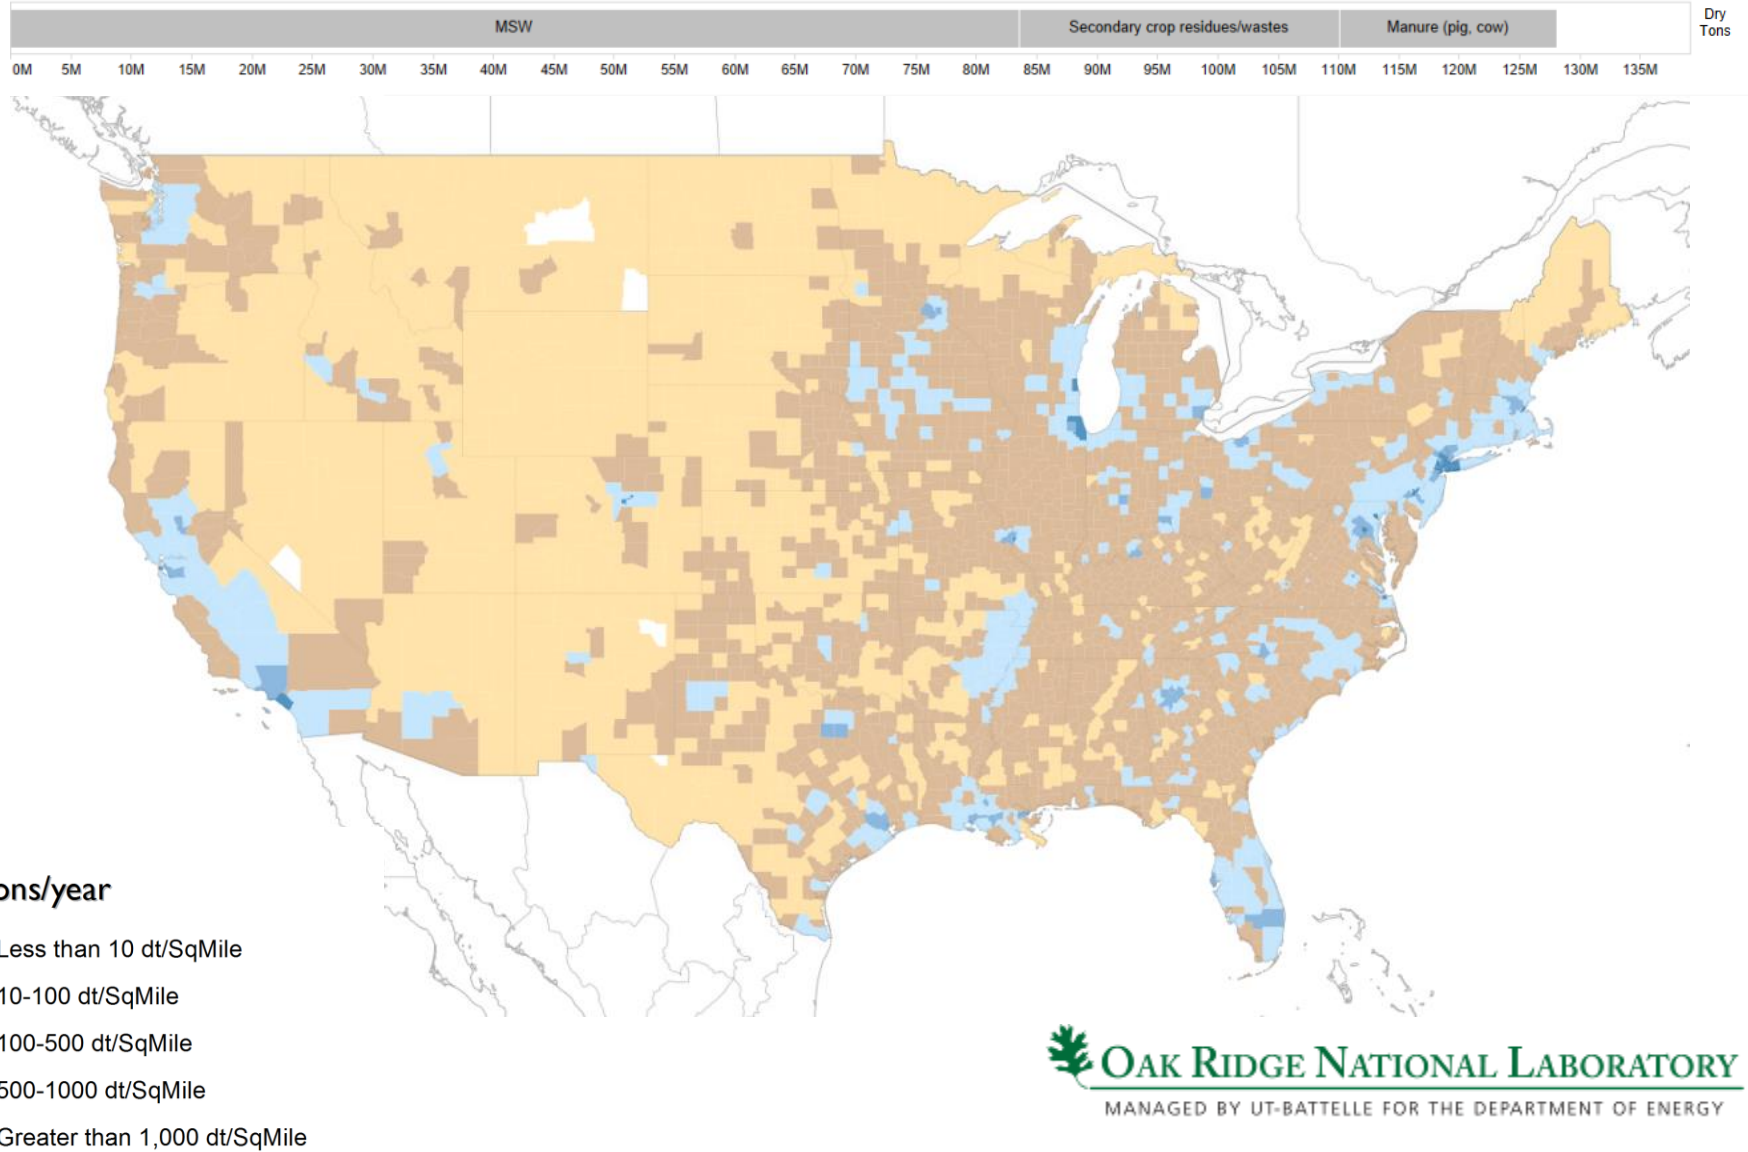 MSW
Secondary crop residues/wastes
Manure (pig, cow)
Dry
Tons
0M 5M 10M 15M 20M 25M 30M 35M 40M 45M 50M 55M 60M 65M 70M 75M 80M 85M 90M 95M 100M 105M 110M 115M 120M 125M 130M 135M
ons/year
Less than 10 dt/SqMile
10-100 dt/SqMile
100-500 dt/SqMile
500-1000 dt/SqMile
Greater than 1,000 dt/SqMile
OAK RIDGE NATIONAL LABORATORY
MANAGED BY UT-BATTELLE FOR THE DEPARTMENT OF ENERGY